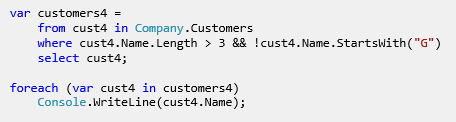 var customers4 =
    from cust4 in Company.Customers
    where cust4.Name.Length > 3 && !cust4.Name.StartsWith("G")
    select cust4;

foreach (var cust4 in customers4)
    Console.WriteLine(cust4.Name);